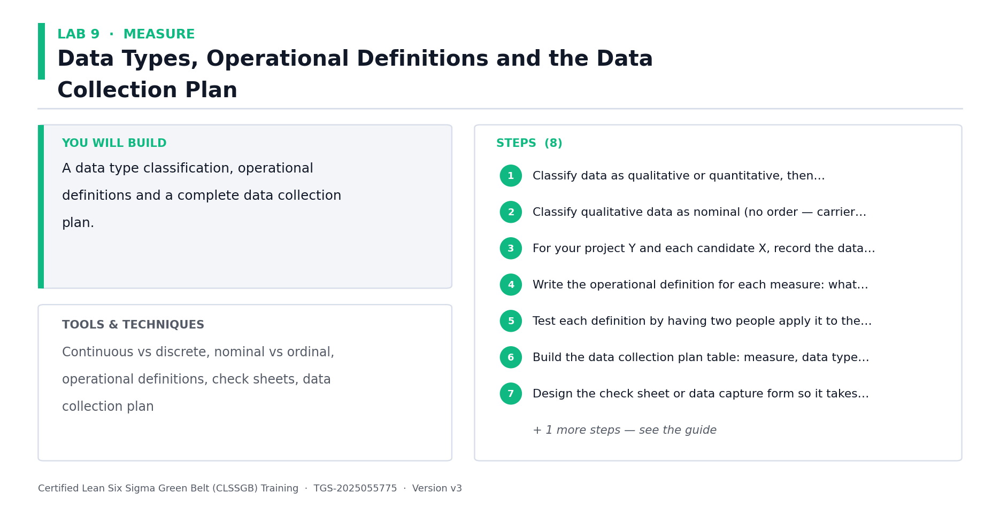 LAB 9 · MEASURE
Data Types, Operational Definitions and the Data
Collection Plan
YOU WILL BUILD
A data type classification, operational
definitions and a complete data collection
plan.
TOOLS & TECHNIQUES
Continuous vs discrete, nominal vs ordinal,
operational definitions, check sheets, data
collection plan
STEPS (8)
1 Classify data as qualitative or quantitative, then…
2 Classify qualitative data as nominal (no order — carrier…
3 For your project Y and each candidate X, record the data…
4 Write the operational definition for each measure: what…
5 Test each definition by having two people apply it to the…
6 Build the data collection plan table: measure, data type…
7 Design the check sheet or data capture form so it takes…
+ 1 more steps — see the guide
Certified Lean Six Sigma Green Belt (CLSSGB) Training · TGS-2025055775 · Version v3